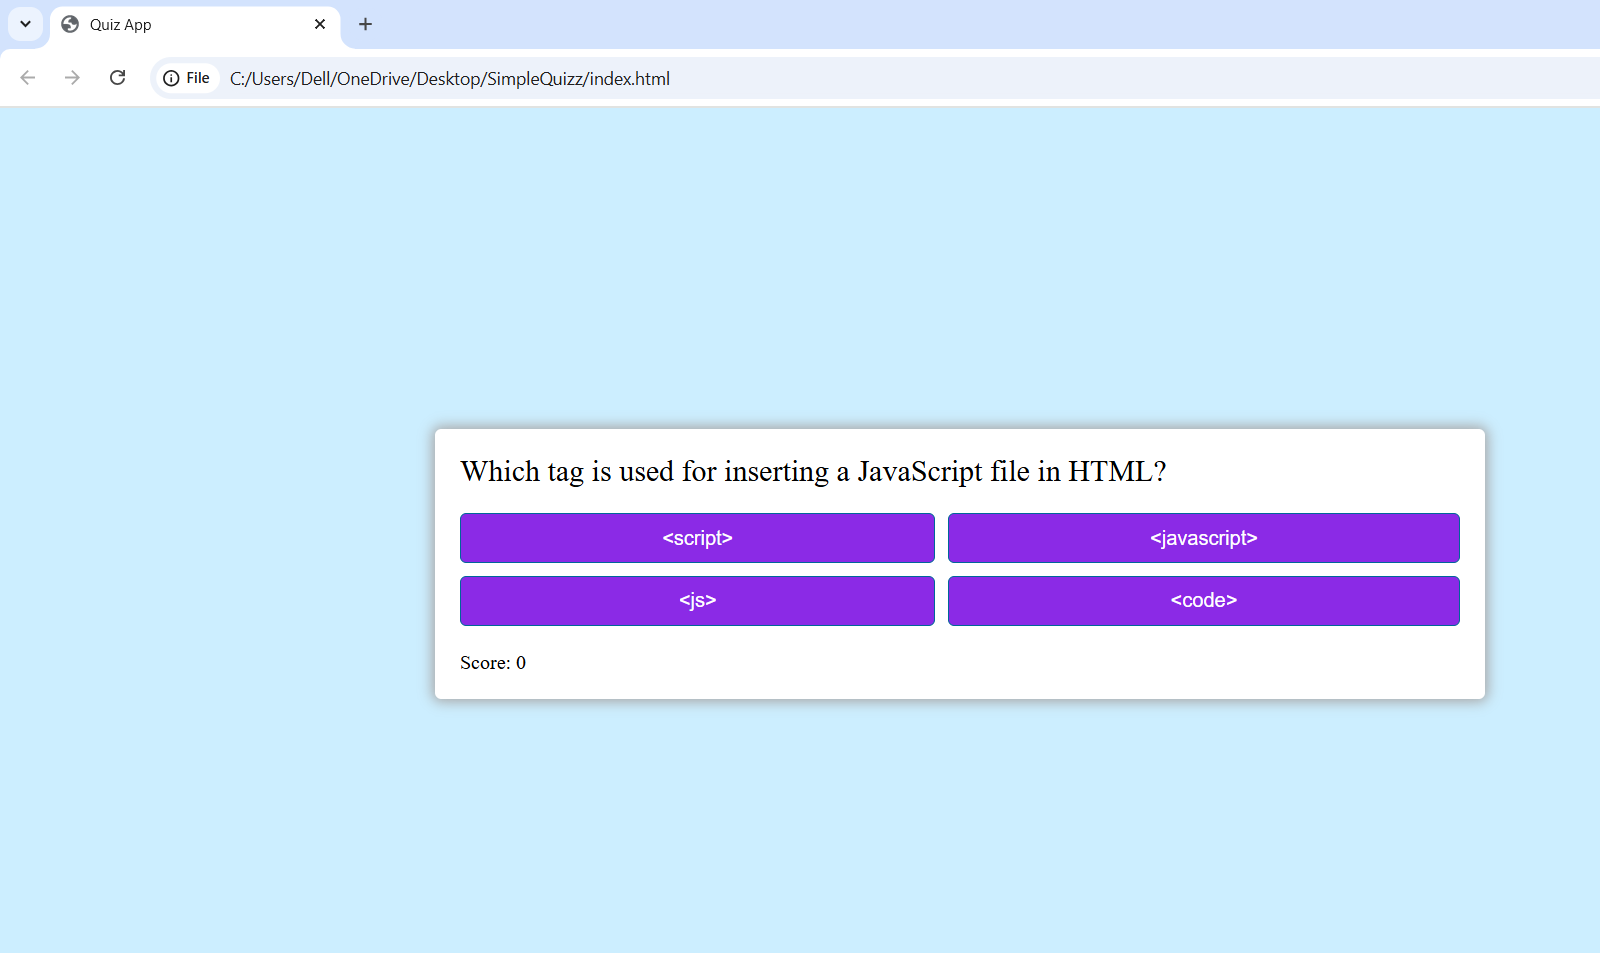 Quiz App
File C:/Users/Dell/OneDrive/Desktop/SimpleQuizz/index.html
Which tag is used for inserting a JavaScript file in HTML?
<script> <javascript>
<js> <code>
Score: 0